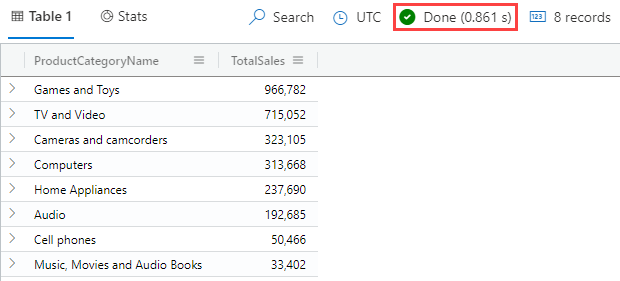 Table 1 Stats Search UTC Done (0.861 s) 123 8 records
ProductCategoryName TotalSales
Games and Toys 966,782
TV and Video 715,052
Cameras and camcorders 323,105
Computers 313,668
Home Appliances 237,690
Audio 192,685
Cell phones 50,466
Music, Movies and Audio Books 33,402